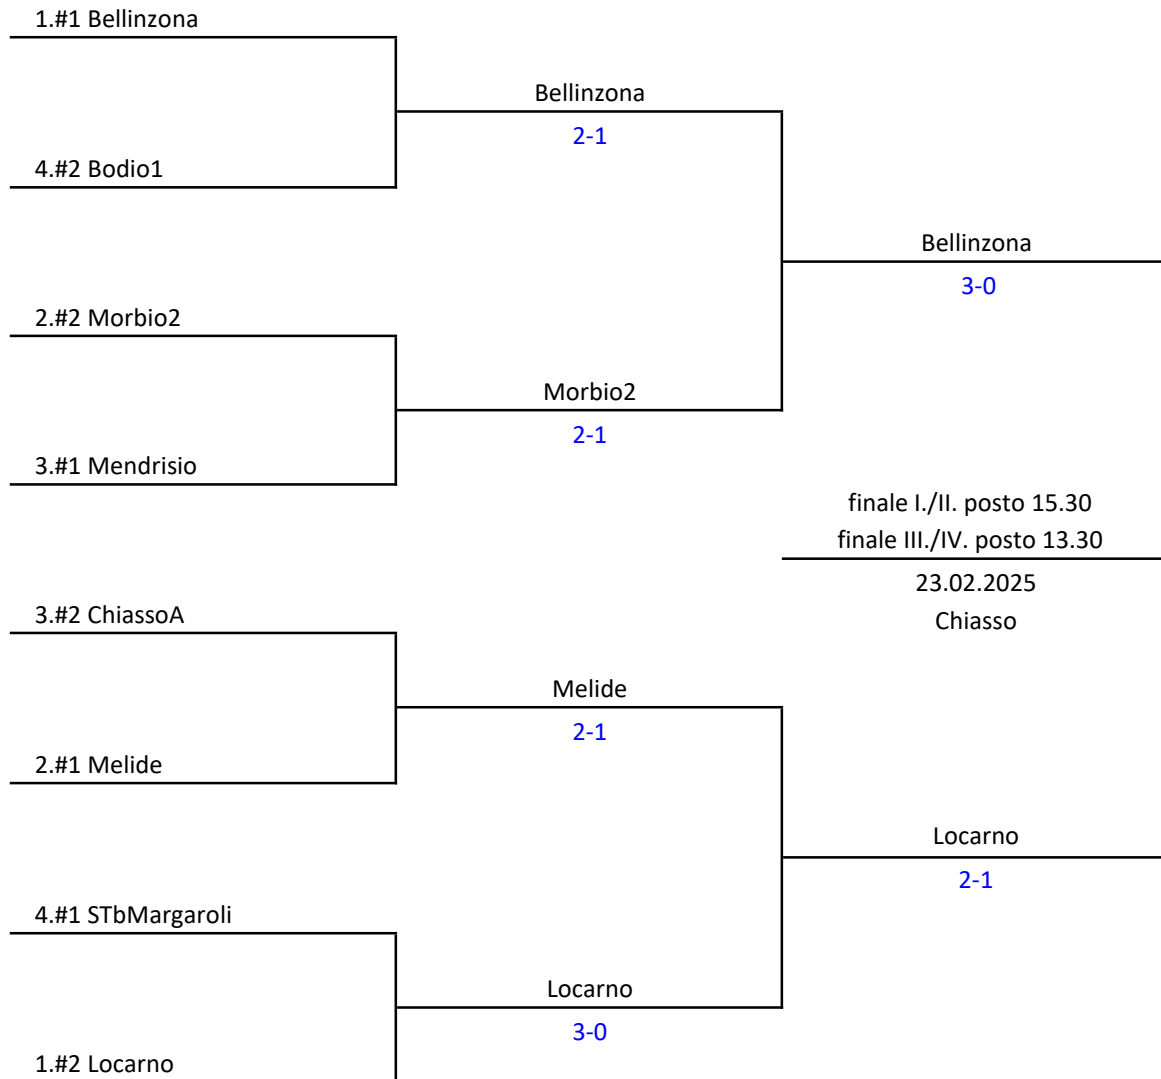 1.#1 Bellinzona
Bellinzona
2-1
4.#2 Bodio1
Bellinzona
3-0
2.#2 Morbio2
Morbio2
2-1
3.#1 Mendrisio
finale I./II. posto 15.30
finale III./IV. posto 13.30
23.02.2025
Chiasso
3.#2 ChiassoA
Melide
2-1
2.#1 Melide
Locarno
2-1
4.#1 STbMargaroli
Locarno
3-0
1.#2 Locarno